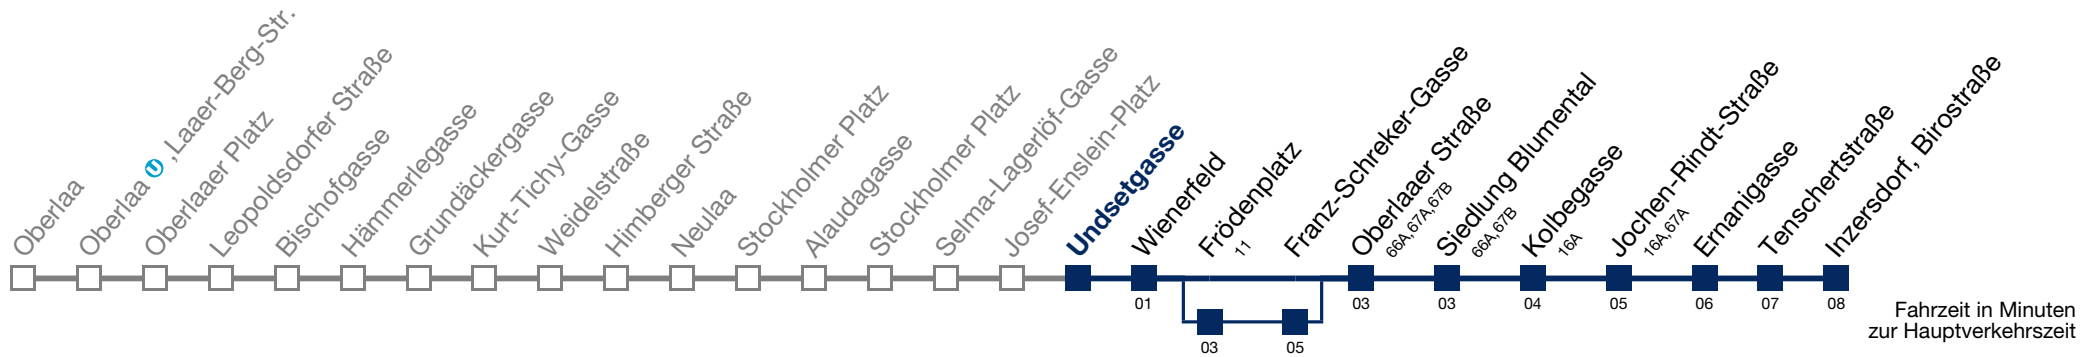 Oberlaa
Oberlaa U, Laaer-Berg-Str.
Oberlaaer Platz
Leopoldsdorfer Straße
Bischofgasse
Hämmerlegasse
Grundäckergasse
Kurt-Tichy-Gasse
Weidelstraße
Himberger Straße
Neulaa
Stockholmer Platz
Alaudagasse
Stockholmer Platz
Selma-Lagerlöf-Gasse
Josef-Enslein-Platz
Undsetgasse
Wienerfeld
01
Frödenplatz
11
03
Franz-Schreker-Gasse
05
Oberlaaer Straße
66A,67A,67B
03
Siedlung Blumental
66A,67B
03
Kolbegasse
16A
04
Jochen-Rindt-Straße
16A,67A
05
Ernanigasse
06
Tenschertstraße
07
Inzersdorf, Birostraße
08
Fahrzeit in Minuten
zur Hauptverkehrszeit